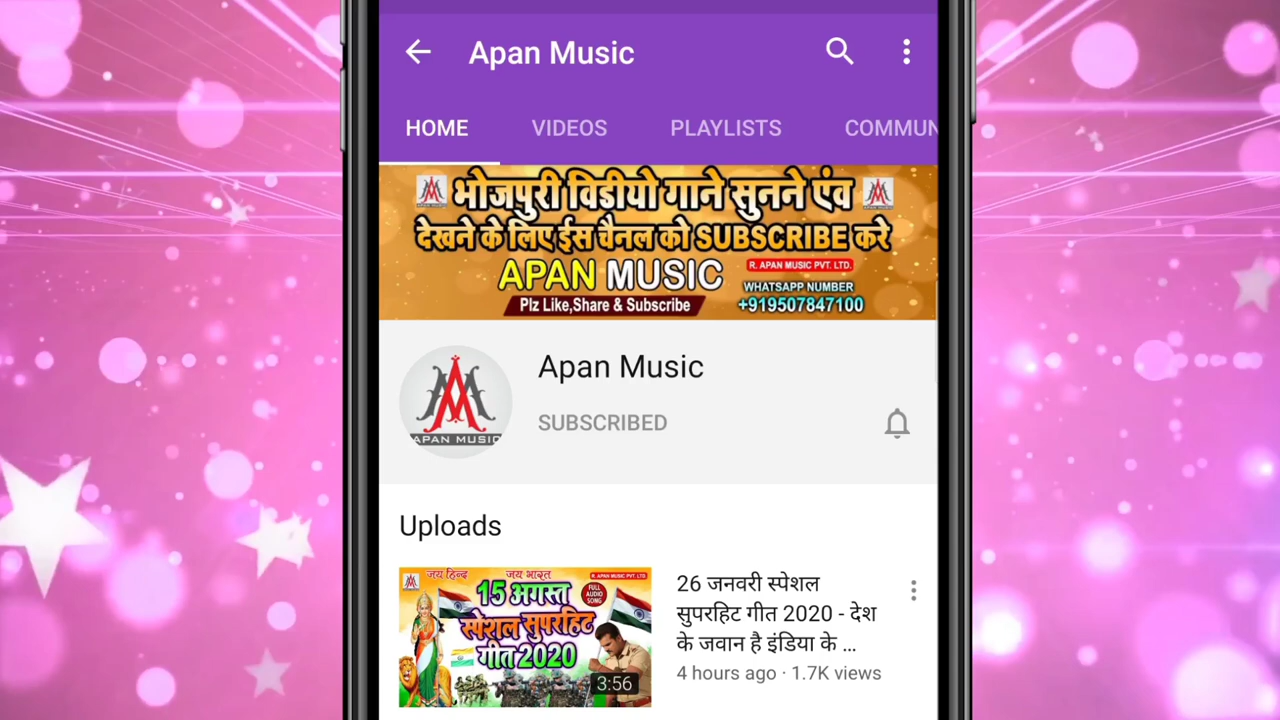 Apan Music
HOME VIDEOS PLAYLISTS COMMUN
भोजपुरी विडीयो गाने सुनने एंव
देखने के लिए ईस चैनल को SUBSCRIBE करे
APAN MUSIC
R. APAN MUSIC PVT. LTD.
Plz Like,Share & Subscribe
WHATSAPP NUMBER
+919507847100
Apan Music
SUBSCRIBED
APAN MUSIC
Uploads
जय हिन्द जय भारत
R. APAN MUSIC PVT. LTD
15 अगस्त
FULL
AUDIO
SONG
स्पेशल सुपरहिट
गीत 2020
3:56
26 जनवरी स्पेशल
सुपरहिट गीत 2020 - देश
के जवान है इंडिया के ...
4 hours ago · 1.7K views